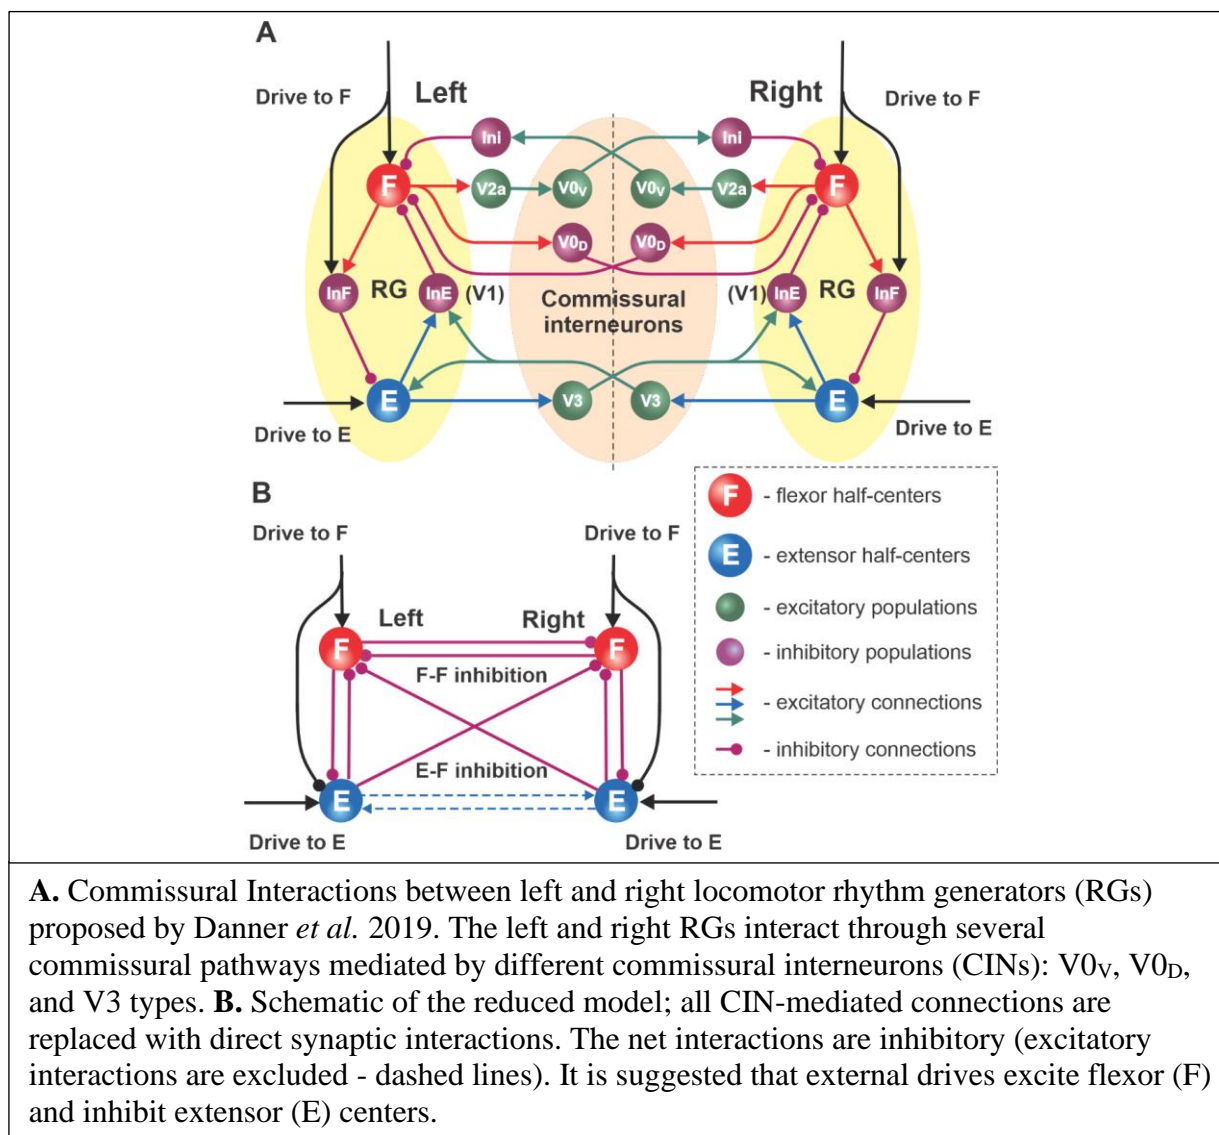 A
Drive to F
Left
Right
Drive to F
Ini
Ini
F
V2a
V0V
V0V
V2a
F
V0D
V0D
InF
RG
InE
(V1)
Commissural
interneurons
(V1)
InE
RG
InF
E
V3
V3
E
Drive to E
Drive to E
B
Drive to F
Drive to F
Left
Right
F
F
F-F inhibition
E-F inhibition
E
E
Drive to E
Drive to E
F - flexor half-centers
E - extensor half-centers
- excitatory populations
- inhibitory populations
- excitatory connections
- inhibitory connections
A. Commissural Interactions between left and right locomotor rhythm generators (RGs)
proposed by Danner et al. 2019. The left and right RGs interact through several
commissural pathways mediated by different commissural interneurons (CINs): V0V, V0D,
and V3 types. B. Schematic of the reduced model; all CIN-mediated connections are
replaced with direct synaptic interactions. The net interactions are inhibitory (excitatory
interactions are excluded - dashed lines). It is suggested that external drives excite flexor (F)
and inhibit extensor (E) centers.